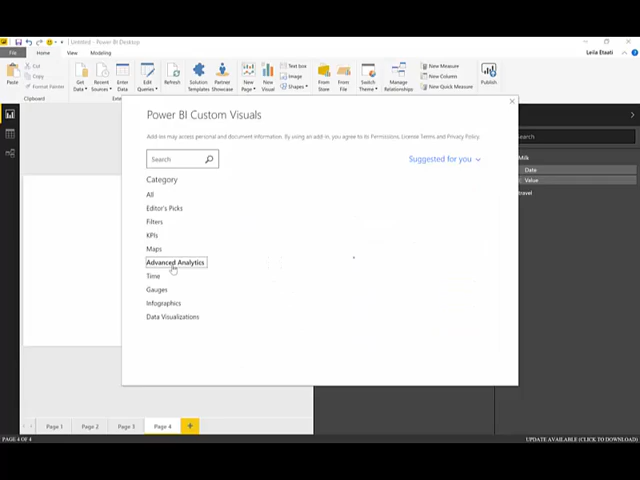 Untitled - Power BI Desktop
File
Home
View
Modeling
Leila Etaati
Paste
Cut
Copy
Format Painter
Clipboard
Get Data
Recent Sources
Enter Data
Edit Queries
Refresh
Solution Templates
Partner Showcase
New Page
New Visual
Text box
Image
Shapes
From Store
From File
Switch Theme
Manage Relationships
New Measure
New Column
New Quick Measure
Publish
Power BI Custom Visuals
Add-ins may access personal and document information. By using an add-in, you agree to its Permissions, License Terms and Privacy Policy.
Search
Suggested for you
Category
All
Editor's Picks
Filters
KPIs
Maps
Advanced Analytics
Time
Gauges
Infographics
Data Visualizations
Milk
Date
Value
travel
Page 1
Page 2
Page 3
Page 4
PAGE 4 OF 4
UPDATE AVAILABLE (CLICK TO DOWNLOAD)